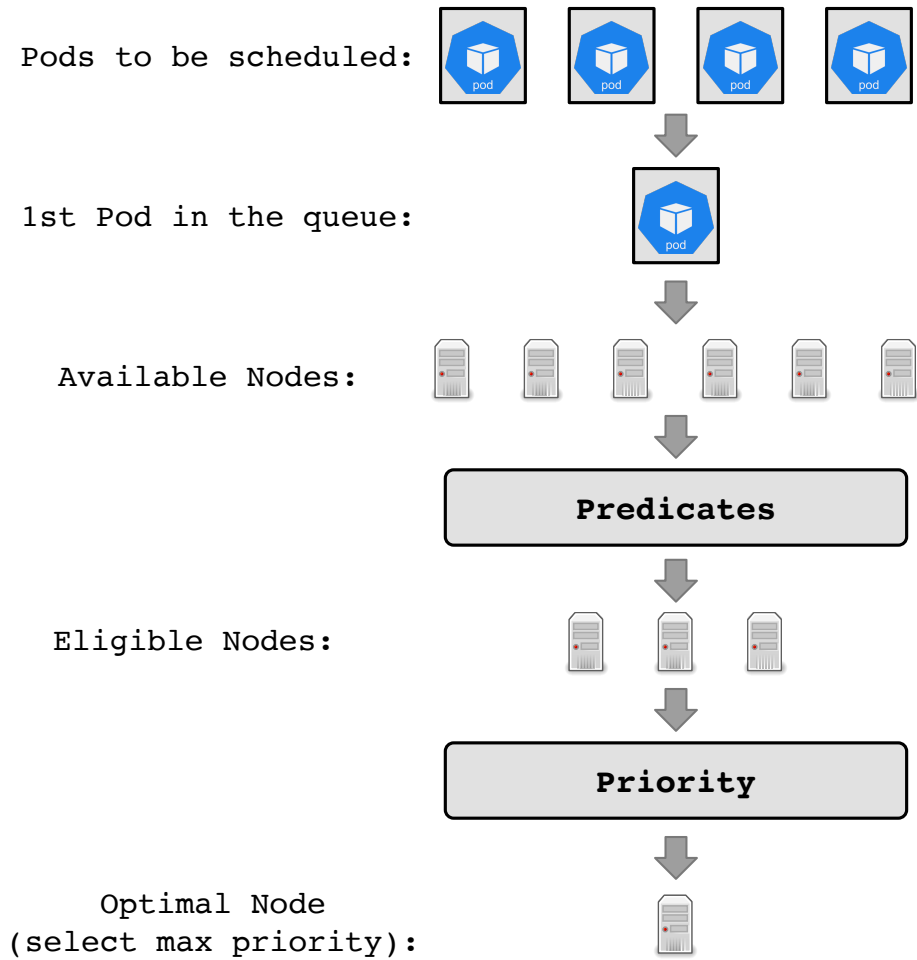 Pods to be scheduled:
pod pod pod pod
1st Pod in the queue:
pod
Available Nodes:
Predicates
Eligible Nodes:
Priority
Optimal Node
(select max priority):